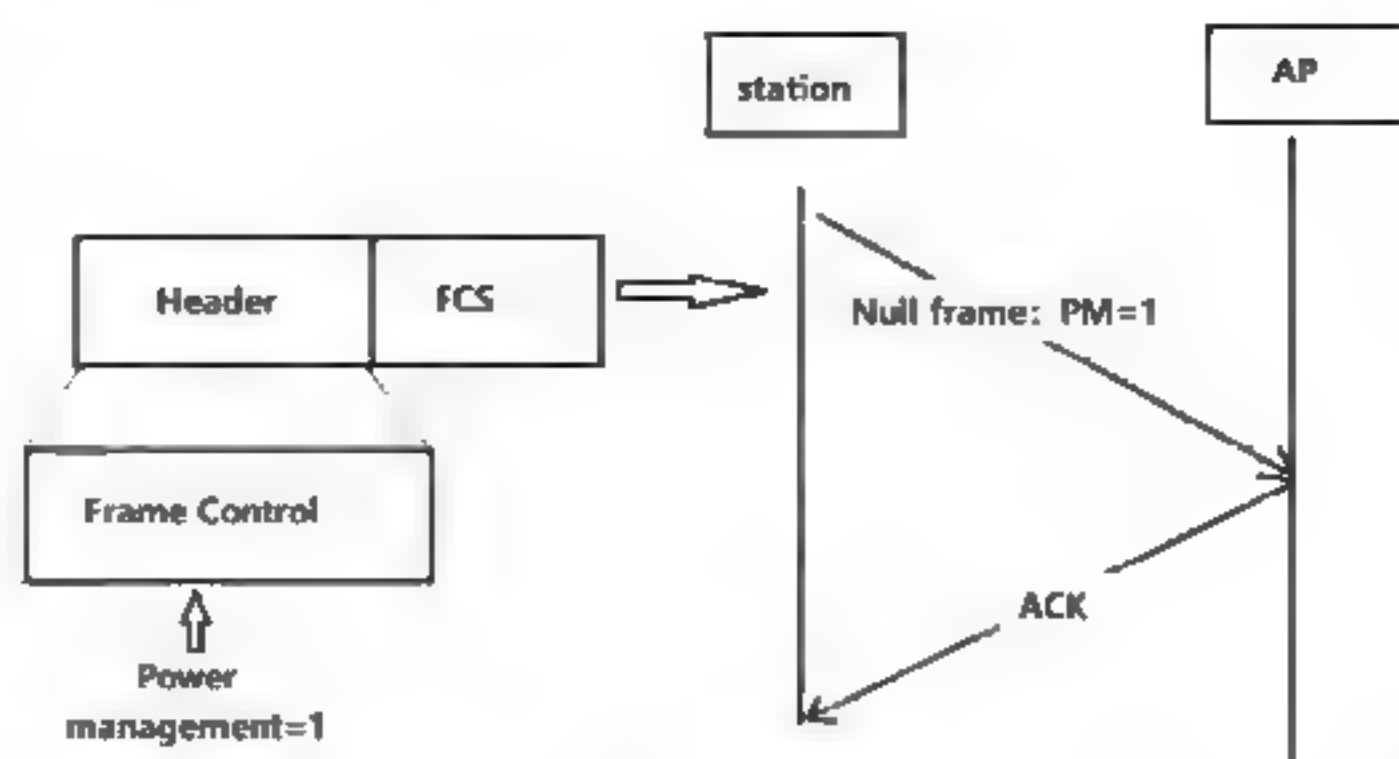 station
AP
Header
FCS
Null frame: PM=1
Frame Control
ACK
Power
management=1